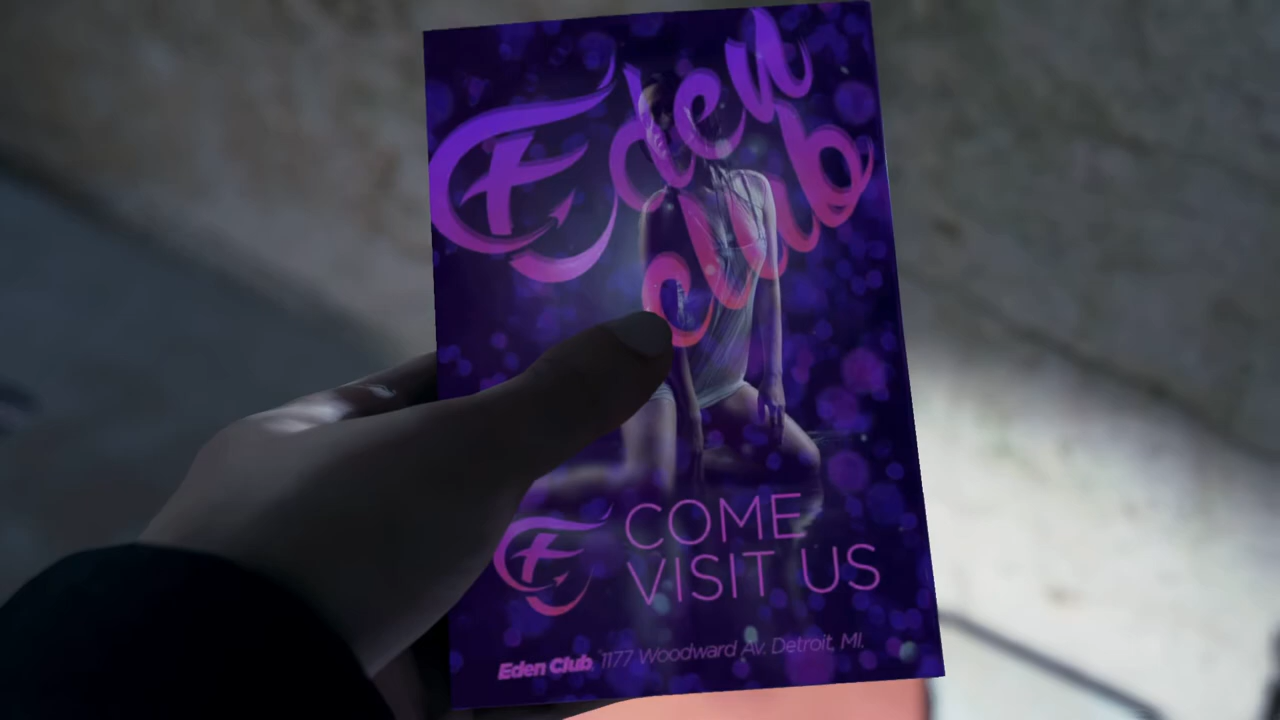 Eden
club
COME
VISIT US
Eden Club 1177 Woodward Av. Detroit, MI.